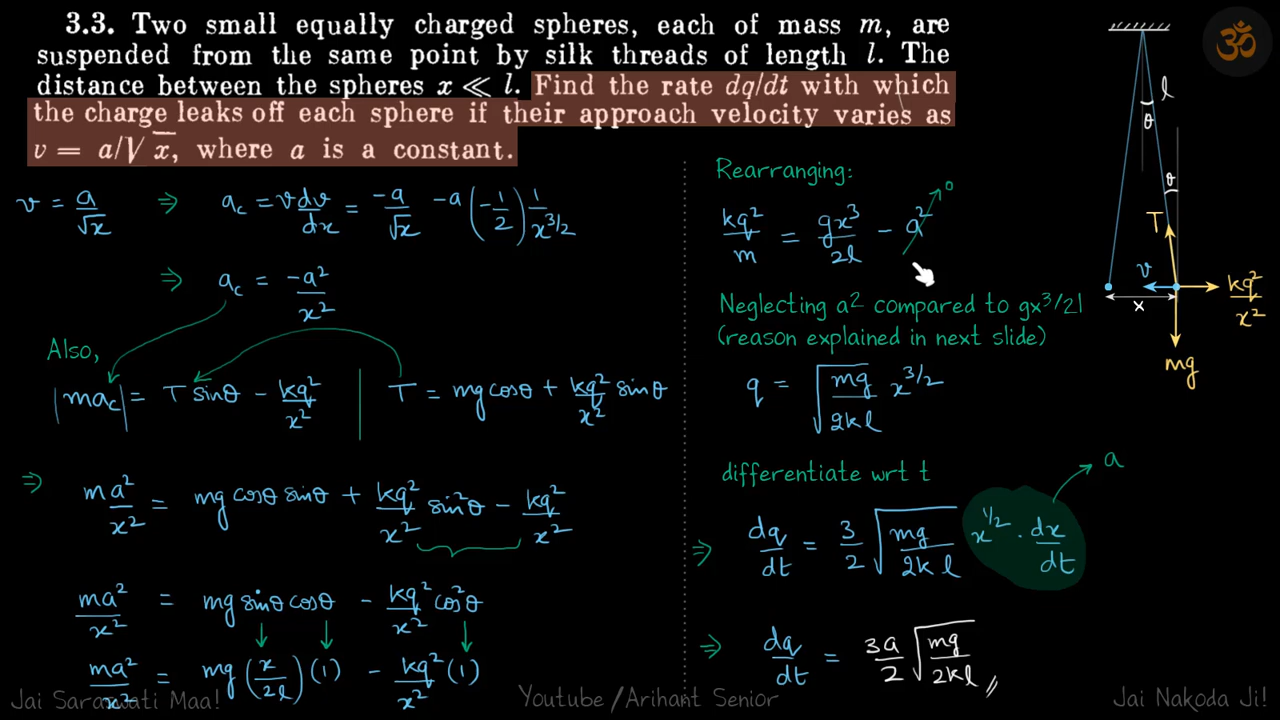 3.3. Two small equally charged spheres, each of mass m, are
suspended from the same point by silk threads of length l. The
distance between the spheres x ≪ l. Find the rate dq/dt with which
the charge leaks off each sphere if their approach velocity varies as
v = a/√x, where a is a constant.
ॐ
v = a/√x ⇒ a_c = v dv/dx = -a/√x -a (-1/2) 1/x^3/2
⇒ a_c = -a²/x²
Also,
|ma_c| = T sinθ - kq²/x² | T = mg cosθ + kq²/x² sinθ
⇒ ma²/x² = mg cosθ sinθ + kq²/x² sin²θ - kq²/x²
ma²/x² = mg sinθ cosθ - kq²/x² cos²θ
ma²/x² = mg (x/2l) (1) - kq²/x² (1)
Rearranging:
kq²/m = gx³/2l - a² 0
Neglecting a² compared to gx³/2l
(reason explained in next slide)
q = √(mg/2kl) x^3/2
differentiate wrt t
⇒ dq/dt = 3/2 √(mg/2kl) x^1/2 · dx/dt a
⇒ dq/dt = 3a/2 √(mg/2kl) //
l
θ
θ
T
v
kq²/x²
x
mg
Jai Saraswati Maa!
Youtube /Arihant Senior
Jai Nakoda Ji!